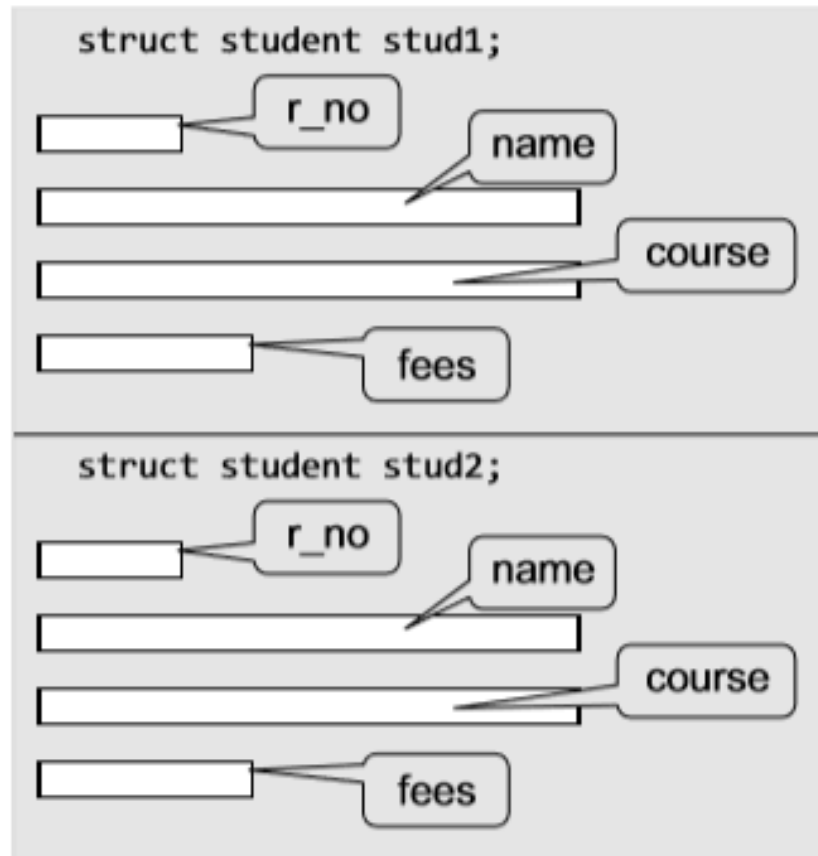 struct student stud1;
r_no
name
course
fees
struct student stud2;
r_no
name
course
fees